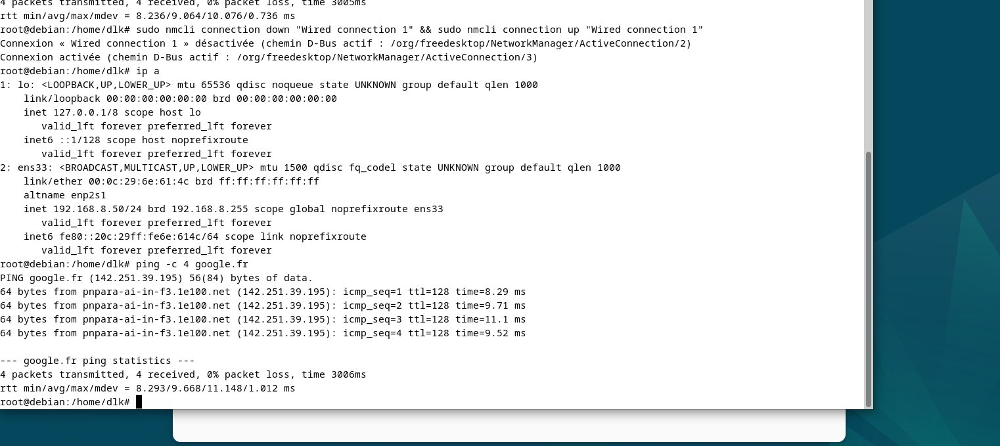 4 packets transmitted, 4 received, 0% packet loss, time 3005ms
rtt min/avg/max/mdev = 8.236/9.064/10.076/0.736 ms
root@debian:/home/dlk# sudo nmcli connection down "Wired connection 1" && sudo nmcli connection up "Wired connection 1"
Connexion « Wired connection 1 » désactivée (chemin D-Bus actif : /org/freedesktop/NetworkManager/ActiveConnection/2)
Connexion activée (chemin D-Bus actif : /org/freedesktop/NetworkManager/ActiveConnection/3)
root@debian:/home/dlk# ip a
1: lo: <LOOPBACK,UP,LOWER_UP> mtu 65536 qdisc noqueue state UNKNOWN group default qlen 1000
    link/loopback 00:00:00:00:00:00 brd 00:00:00:00:00:00
    inet 127.0.0.1/8 scope host lo
       valid_lft forever preferred_lft forever
    inet6 ::1/128 scope host noprefixroute
       valid_lft forever preferred_lft forever
2: ens33: <BROADCAST,MULTICAST,UP,LOWER_UP> mtu 1500 qdisc fq_codel state UNKNOWN group default qlen 1000
    link/ether 00:0c:29:6e:61:4c brd ff:ff:ff:ff:ff:ff
    altname enp2s1
    inet 192.168.8.50/24 brd 192.168.8.255 scope global noprefixroute ens33
       valid_lft forever preferred_lft forever
    inet6 fe80::20c:29ff:fe6e:614c/64 scope link noprefixroute
       valid_lft forever preferred_lft forever
root@debian:/home/dlk# ping -c 4 google.fr
PING google.fr (142.251.39.195) 56(84) bytes of data.
64 bytes from pnpara-ai-in-f3.1e100.net (142.251.39.195): icmp_seq=1 ttl=128 time=8.29 ms
64 bytes from pnpara-ai-in-f3.1e100.net (142.251.39.195): icmp_seq=2 ttl=128 time=9.71 ms
64 bytes from pnpara-ai-in-f3.1e100.net (142.251.39.195): icmp_seq=3 ttl=128 time=11.1 ms
64 bytes from pnpara-ai-in-f3.1e100.net (142.251.39.195): icmp_seq=4 ttl=128 time=9.52 ms

--- google.fr ping statistics ---
4 packets transmitted, 4 received, 0% packet loss, time 3006ms
rtt min/avg/max/mdev = 8.293/9.668/11.148/1.012 ms
root@debian:/home/dlk#